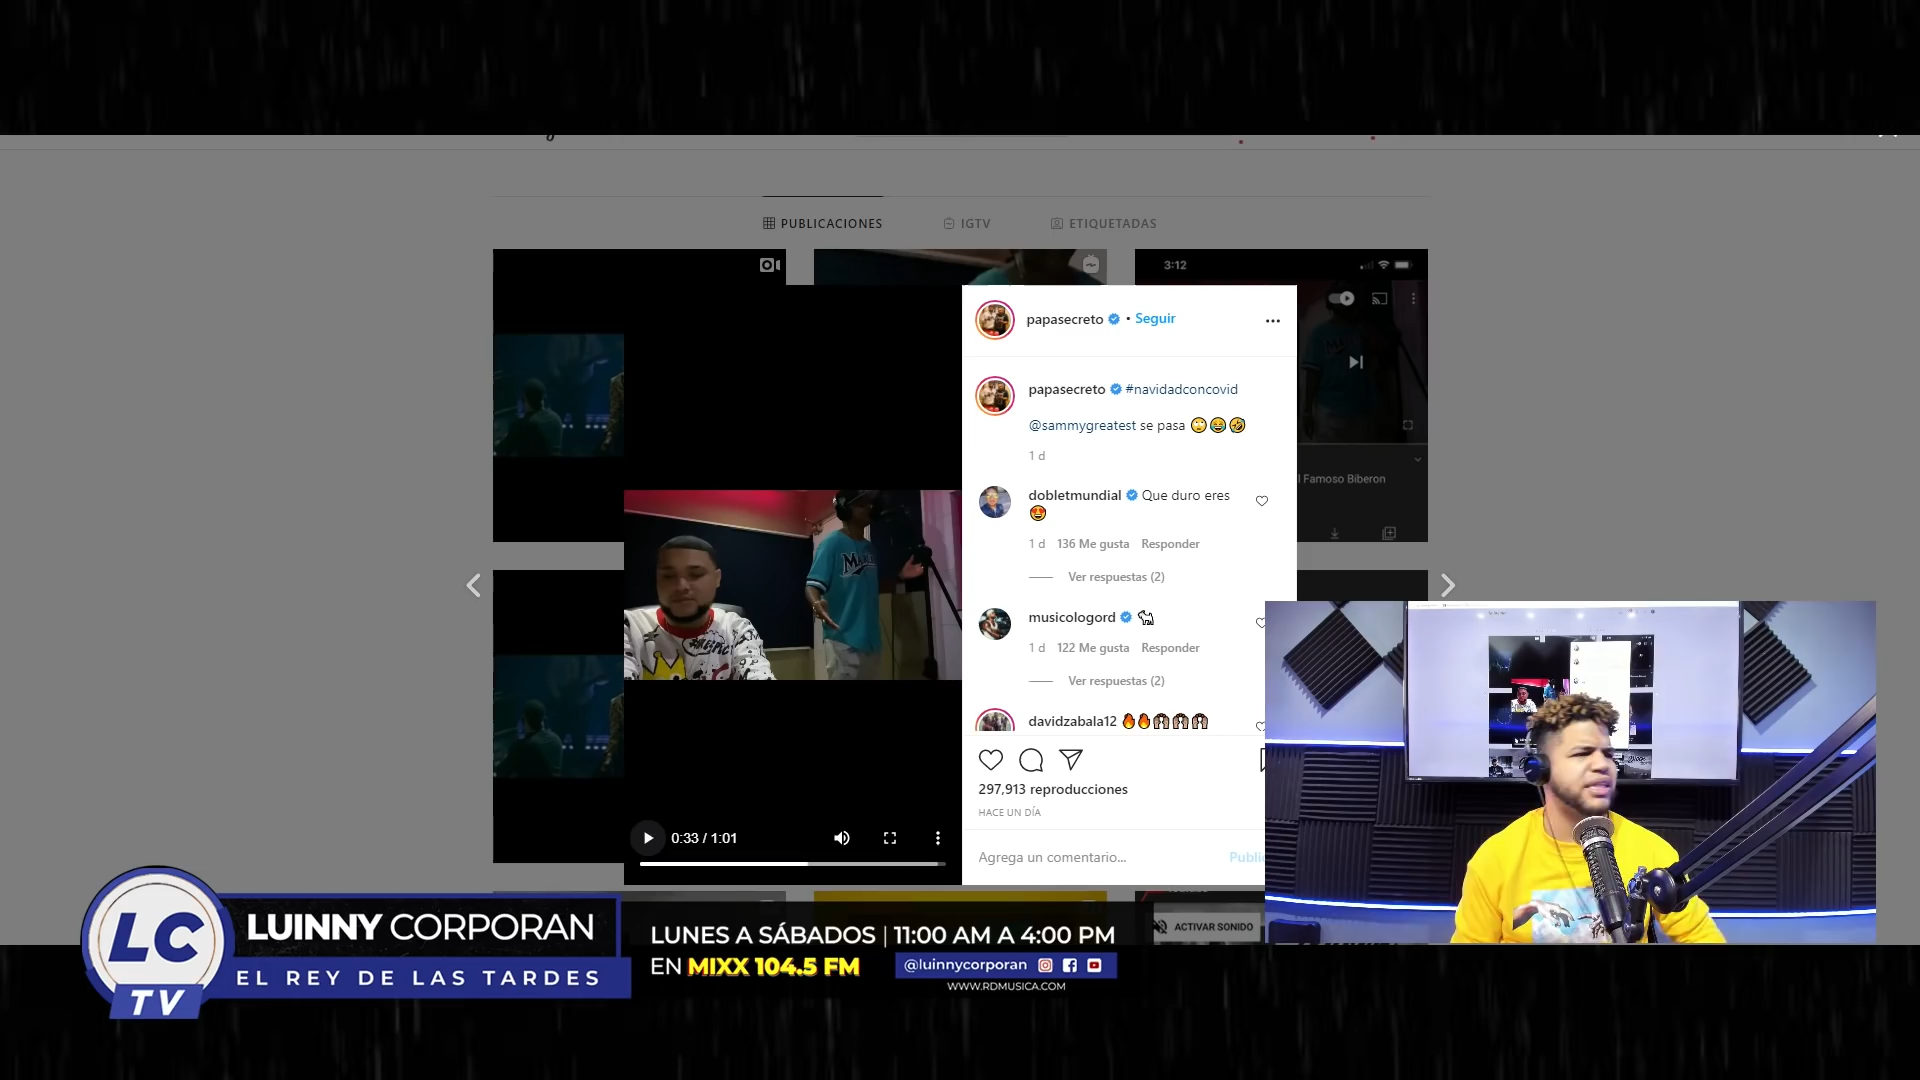 PUBLICACIONES
IGTV
ETIQUETADAS
3:12
papasecreto • Seguir
papasecreto #navidadconcovid
@sammygreatest se pasa 🙄😂🤣
1 d
l Famoso Biberon
dobletmundial Que duro eres
😍
1 d 136 Me gusta Responder
Ver respuestas (2)
musicologord 🐪
1 d 122 Me gusta Responder
Ver respuestas (2)
davidzabala12 🔥🔥
297,913 reproducciones
HACE UN DÍA
0:33 / 1:01
Agrega un comentario...
Publi
LC
TV
LUINNY CORPORAN
EL REY DE LAS TARDES
LUNES A SÁBADOS | 11:00 AM A 4:00 PM
EN MIXX 104.5 FM
@luinnycorporan
WWW.RDMUSICA.COM
ACTIVAR SONIDO